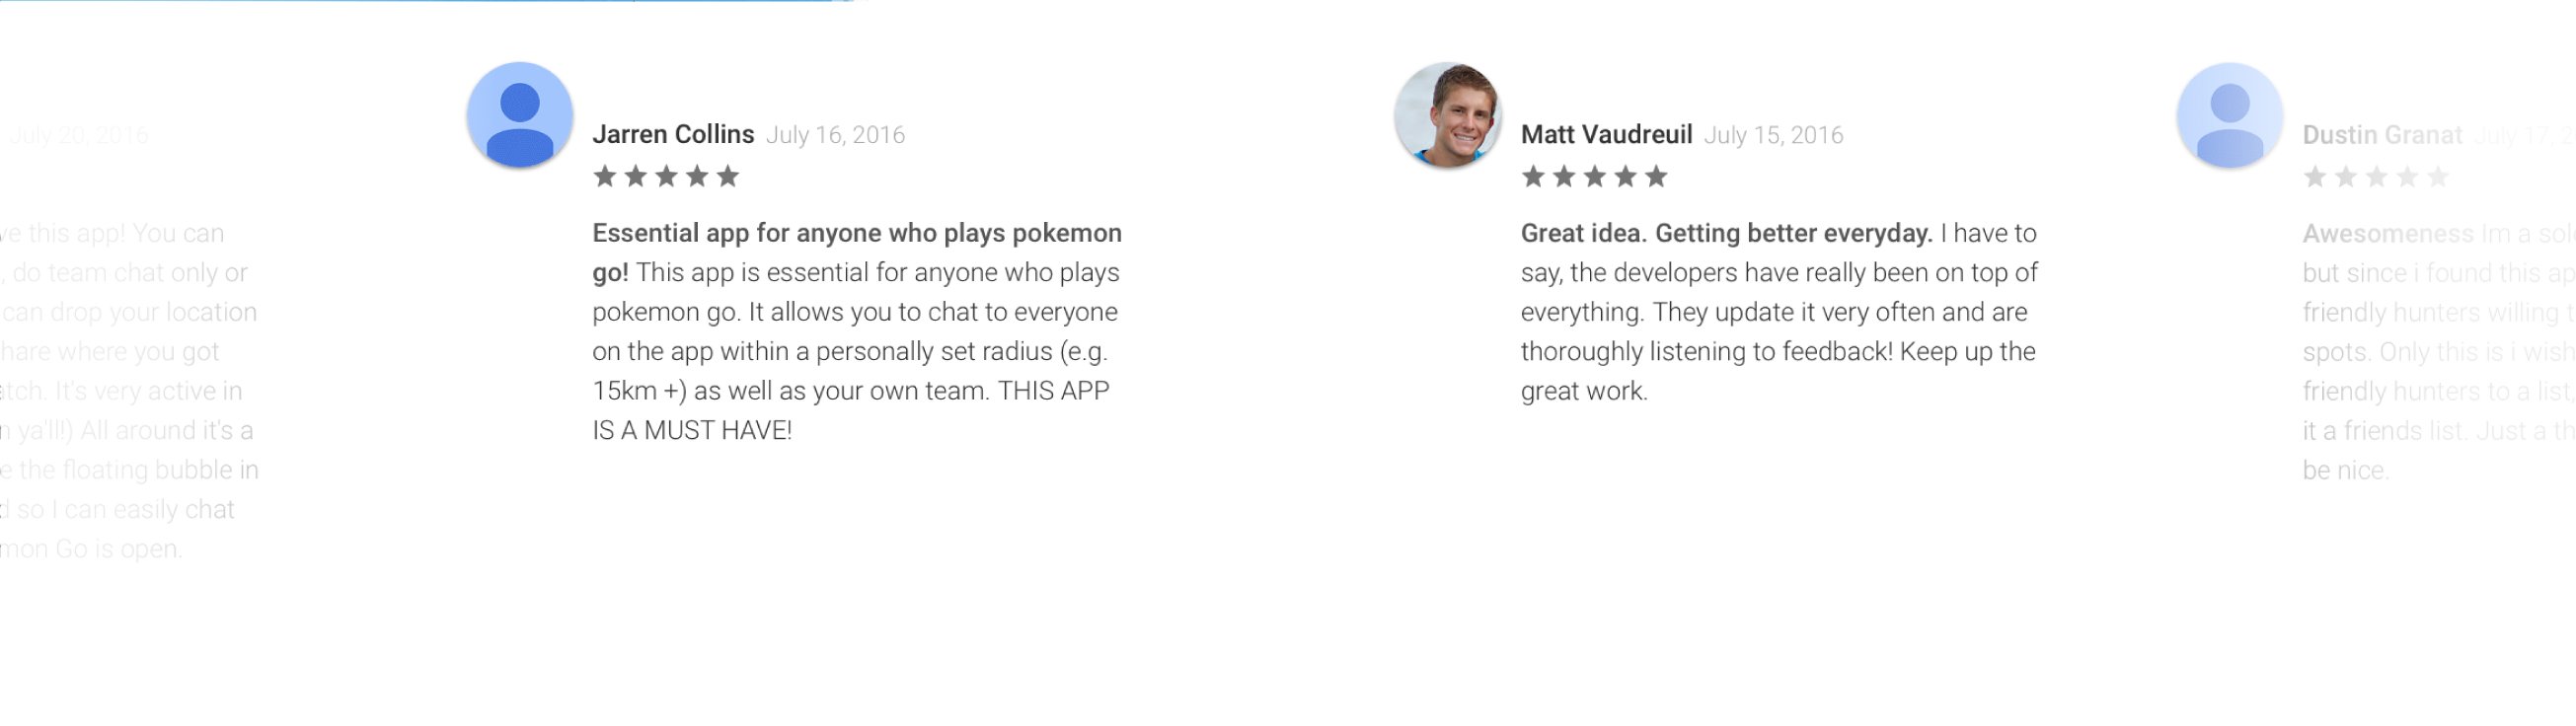 July 20, 2016
this app! You can
, do team chat only or
can drop your location
where you got
It's very active in
ya'll!) All around it's a
the floating bubble in
so I can easily chat
Go is open.
Jarren Collins July 16, 2016
Essential app for anyone who plays pokemon
go! This app is essential for anyone who plays
pokemon go. It allows you to chat to everyone
on the app within a personally set radius (e.g.
15km +) as well as your own team. THIS APP
IS A MUST HAVE!
Matt Vaudreuil July 15, 2016
Great idea. Getting better everyday. I have to
say, the developers have really been on top of
everything. They update it very often and are
thoroughly listening to feedback! Keep up the
great work.
Dustin Granat July 17,
Awesomeness Im a
but since i found this
friendly hunters willing
spots. Only this is i wish
friendly hunters to a list,
it a friends list. Just a
be nice.